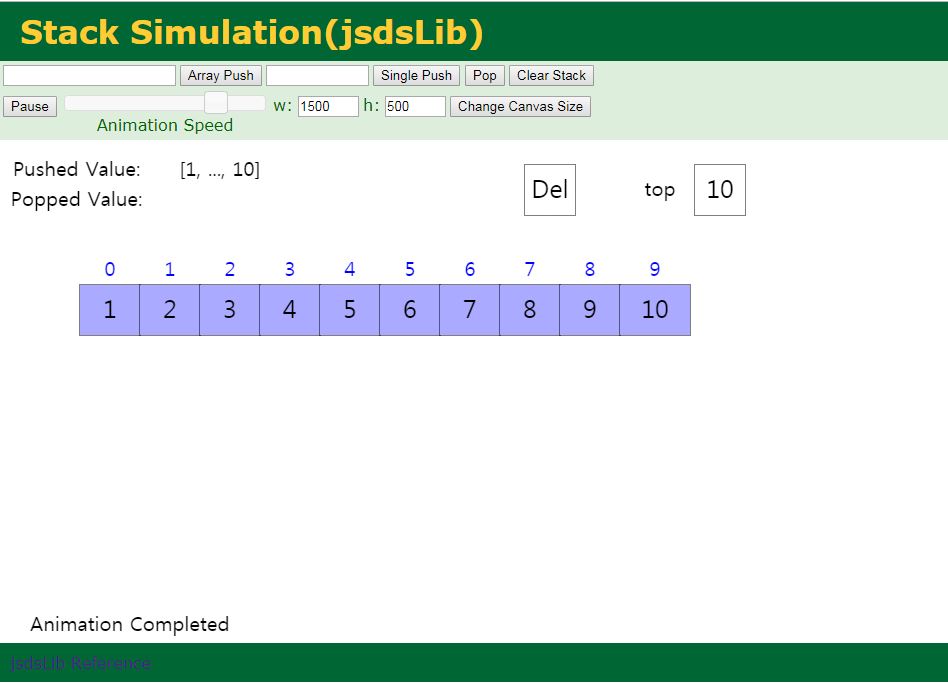 Stack Simulation(jsdsLib)
Array Push Single Push Pop Clear Stack
Pause w: 1500 h: 500 Change Canvas Size
Animation Speed
Pushed Value: [1, ..., 10]
Popped Value:
Del top 10
0 1 2 3 4 5 6 7 8 9
1 2 3 4 5 6 7 8 9 10
Animation Completed
jsdsLib Reference